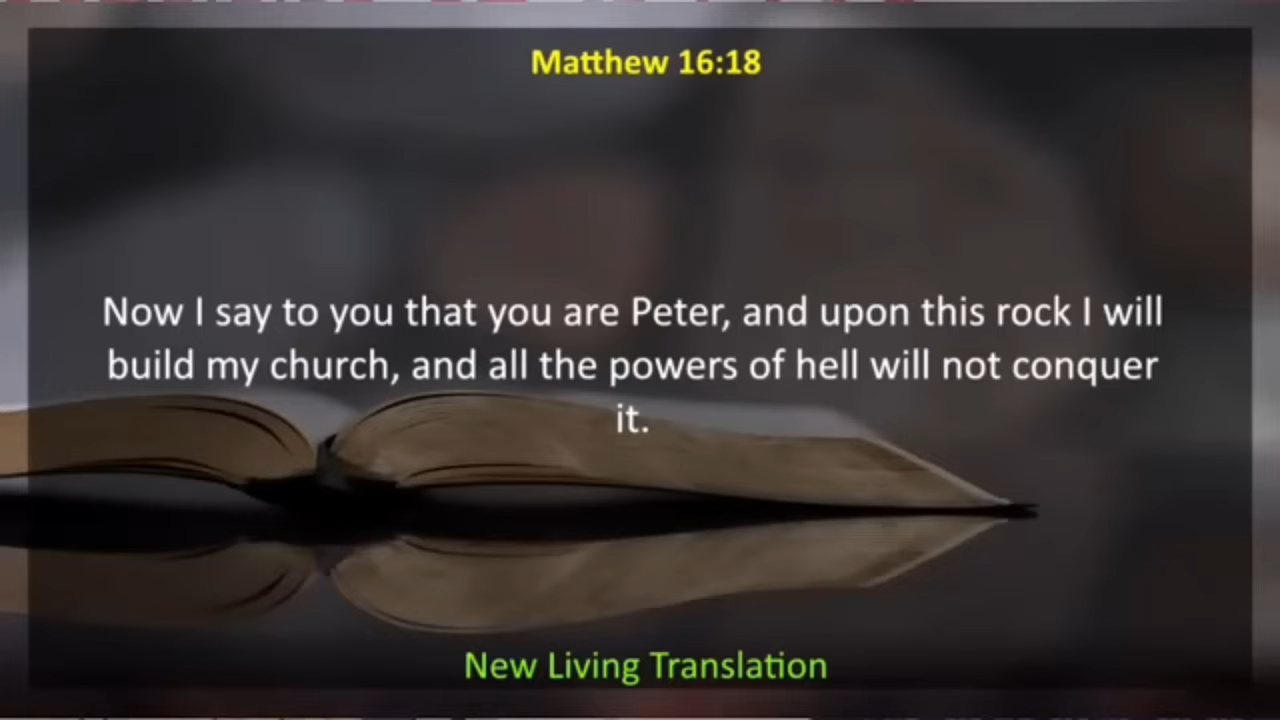 Matthew 16:18
Now I say to you that you are Peter, and upon this rock I will
build my church, and all the powers of hell will not conquer
it.
New Living Translation